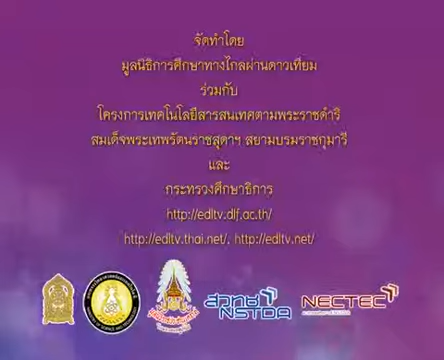 จัดทำโดย
มูลนิธิการศึกษาทางไกลผ่านดาวเทียม
ร่วมกับ
โครงการเทคโนโลยีสารสนเทศตามพระราชดำริ
สมเด็จพระเทพรัตนราชสุดาฯ สยามบรมราชกุมารี
และ
กระทรวงศึกษาธิการ
http://edltv.dlf.ac.th/
http://edltv.thai.net/, http://edltv.net/
สวทช NECTEC
NSTDA